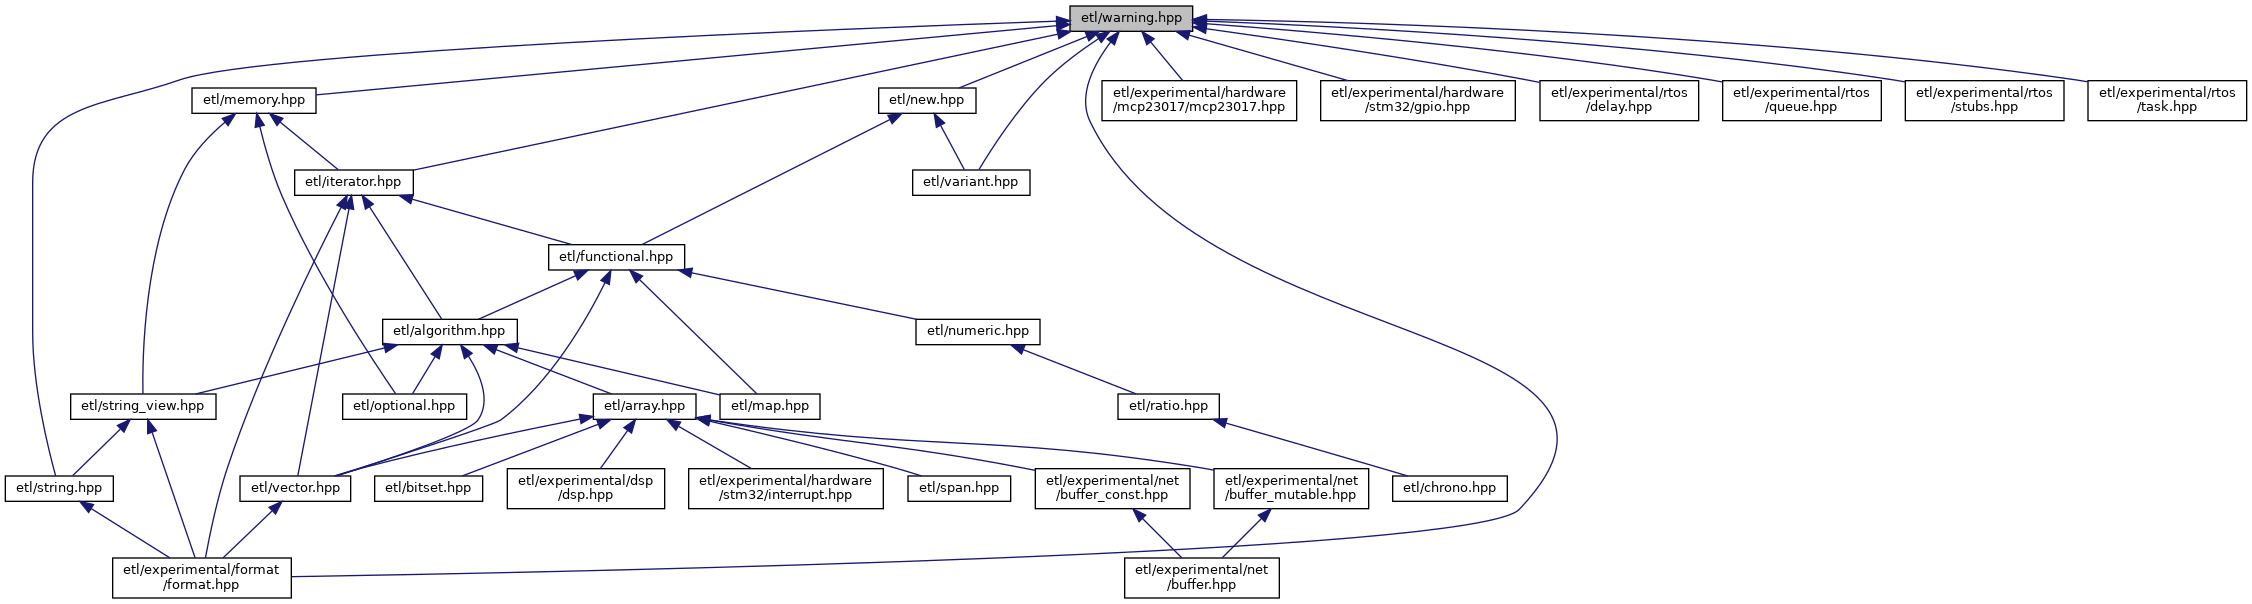 etl/warning.hpp
etl/memory.hpp
etl/new.hpp
etl/experimental/hardware
/mcp23017/mcp23017.hpp
etl/experimental/hardware
/stm32/gpio.hpp
etl/experimental/rtos
/delay.hpp
etl/experimental/rtos
/queue.hpp
etl/experimental/rtos
/stubs.hpp
etl/experimental/rtos
/task.hpp
etl/iterator.hpp
etl/variant.hpp
etl/functional.hpp
etl/algorithm.hpp
etl/numeric.hpp
etl/string_view.hpp
etl/optional.hpp
etl/array.hpp
etl/map.hpp
etl/ratio.hpp
etl/string.hpp
etl/vector.hpp
etl/bitset.hpp
etl/experimental/dsp
/dsp.hpp
etl/experimental/hardware
/stm32/interrupt.hpp
etl/span.hpp
etl/experimental/net
/buffer_const.hpp
etl/experimental/net
/buffer_mutable.hpp
etl/chrono.hpp
etl/experimental/format
/format.hpp
etl/experimental/net
/buffer.hpp